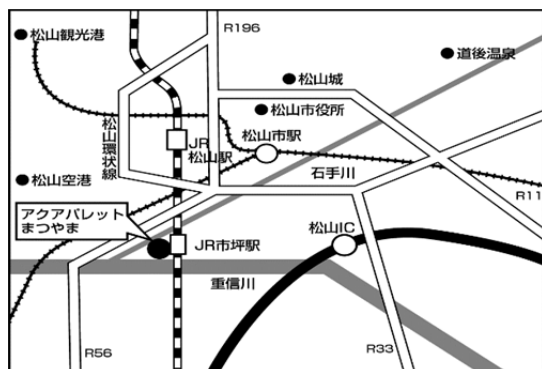 R196
松山観光港
道後温泉
松山城
松山市役所
松山環状線
JR
松山駅
松山市駅
石手川
松山空港
R11
アクアパレット
まつやま
JR市坪駅
松山IC
重信川
R56
R33